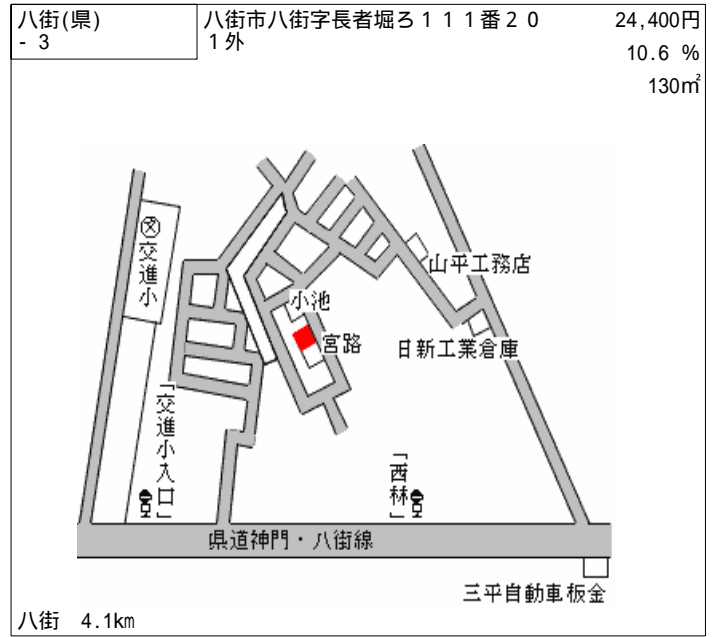 八街(県)
- 3
八街市八街字長者堀ろ１１１番２０
１外
24,400円
10.6 %
130㎡
文
交進小
山平工務店
小池
宮路
日新工業倉庫
「交進小入口」
「西林」
県道神門・八街線
三平自動車板金
八街 4.1km